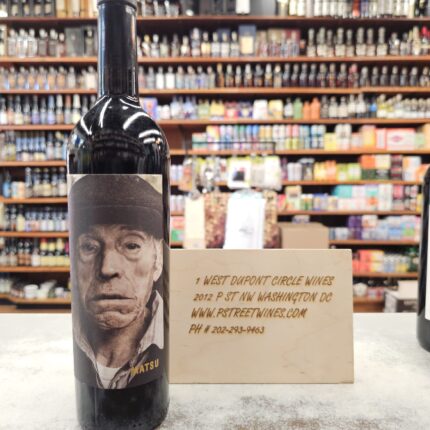 MATSU
1 WEST DUPONT CIRCLE WINES
2012 P ST NW WASHINGTON DC
WWW.PSTREETWINES.COM
PH # 202-293-9463